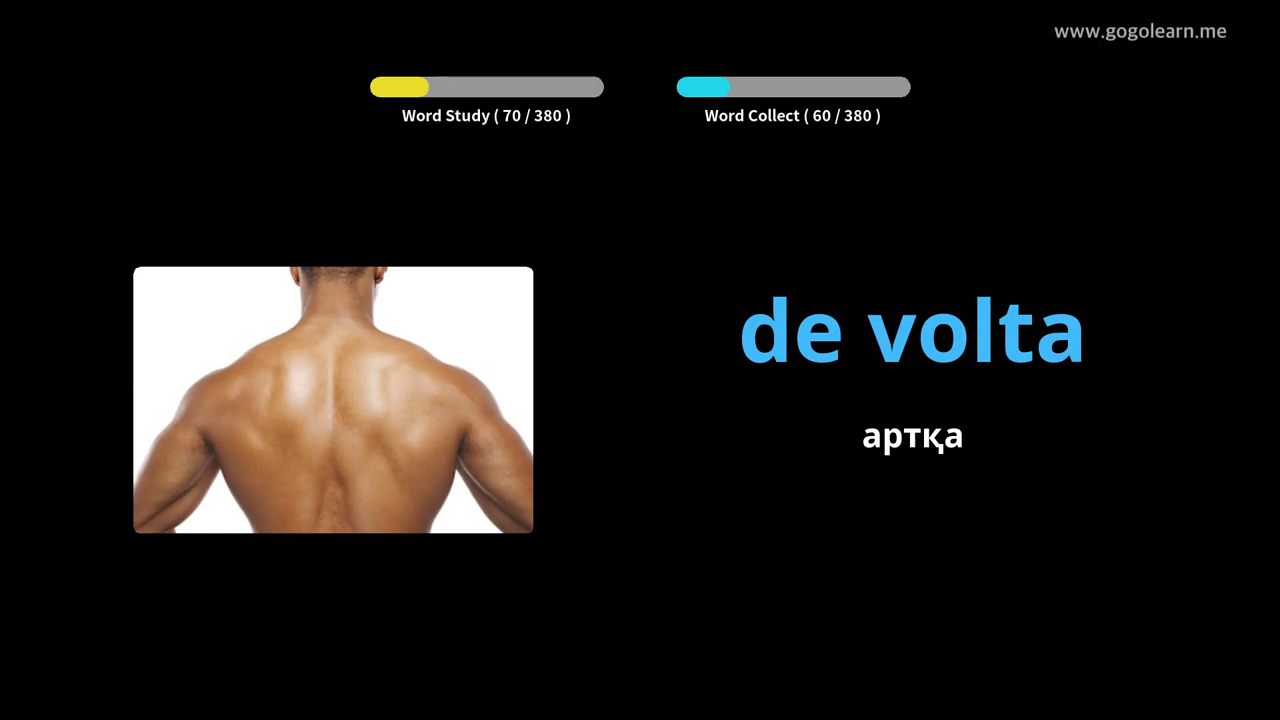 www.gogolearn.me
Word Study ( 70 / 380 )
Word Collect ( 60 / 380 )
de volta
артқа